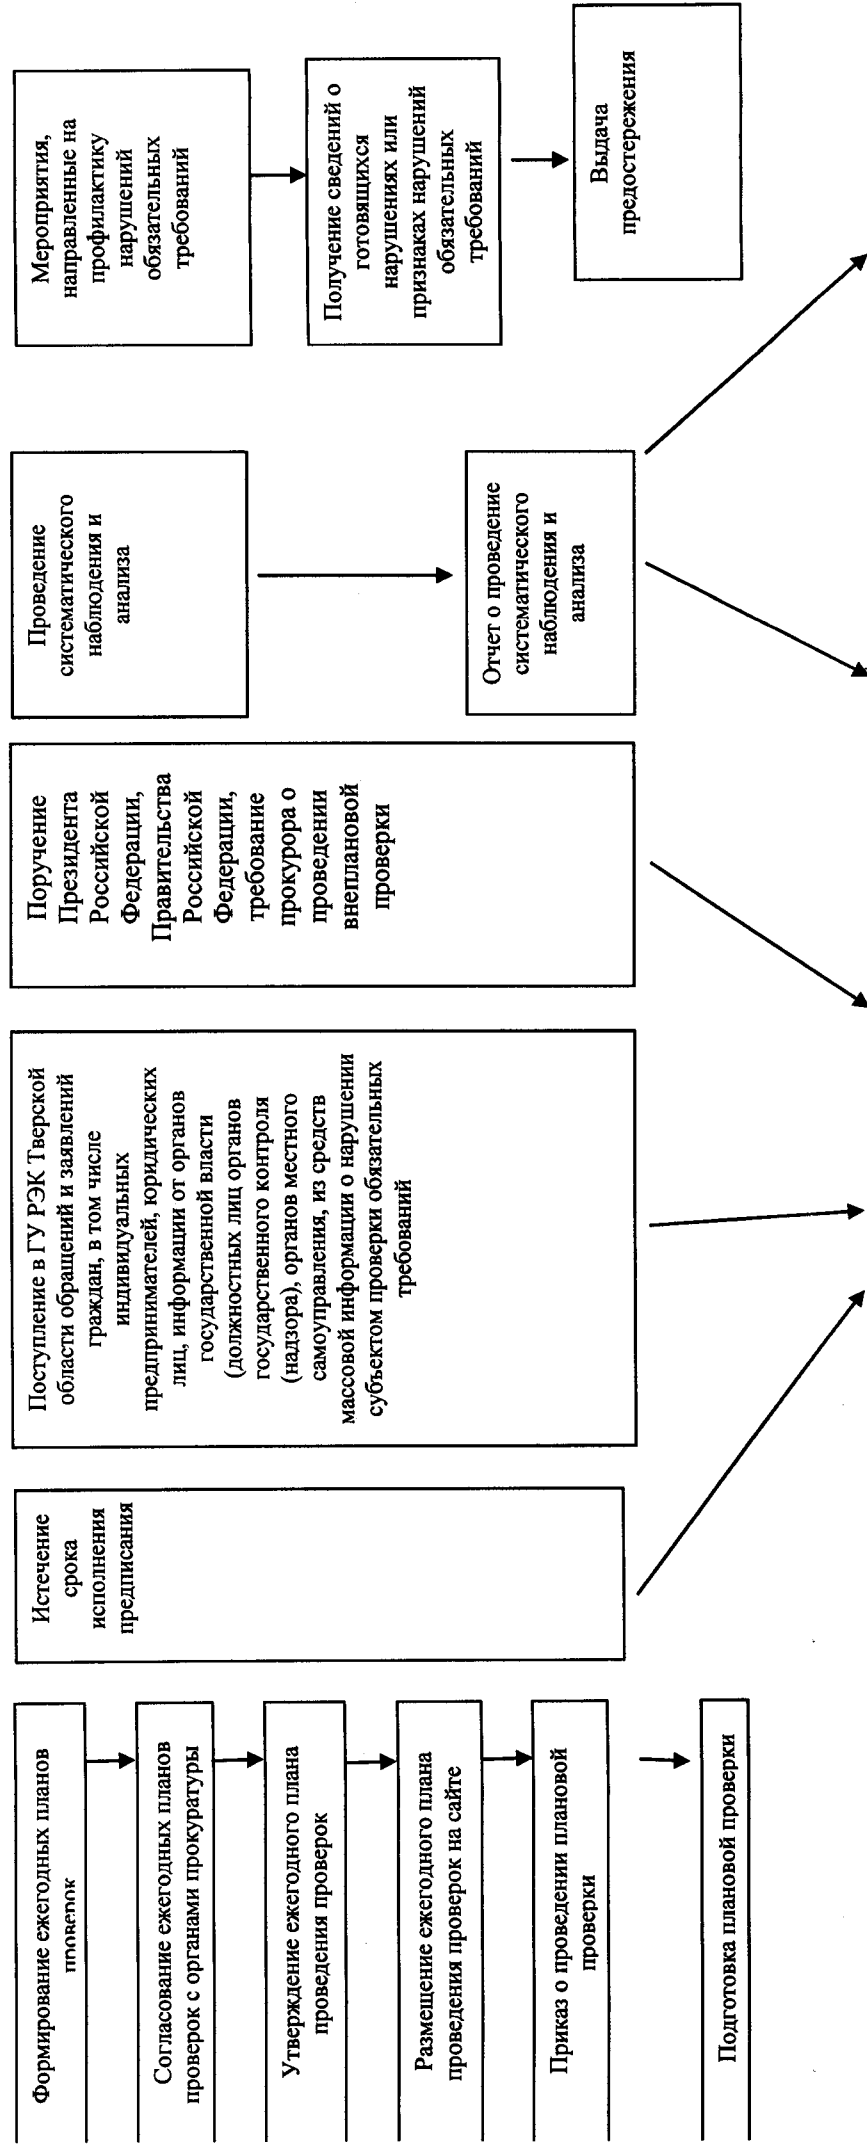 Формирование ежегодных планов
проверок
Согласование ежегодных планов
проверок с органами прокуратуры
Утверждение ежегодного плана
проведения проверок
Размещение ежегодного плана
проведения проверок на сайте
Приказ о проведении плановой
проверки
Подготовка плановой проверки
Истечение
срока
исполнения
предписания
Поступление в ГУ РЭК Тверской
области обращений и заявлений
граждан, в том числе
индивидуальных
предпринимателей, юридических
лиц, информации от органов
государственной власти
(должностных лиц органов
государственного контроля
(надзора), органов местного
самоуправления, из средств
массовой информации о нарушении
субъектом проверки обязательных
требований
Поручение
Президента
Российской
Федерации,
Правительства
Российской
Федерации,
требование
прокурора о
проведении
внеплановой
проверки
Проведение
систематического
наблюдения и
анализа
Отчет о проведение
систематического
наблюдения и
анализа
Мероприятия,
направленные на
профилактику
нарушений
обязательных
требований
Получение сведений о
готовящихся
нарушениях или
признаках нарушений
обязательных
требований
Выдача
предостережения